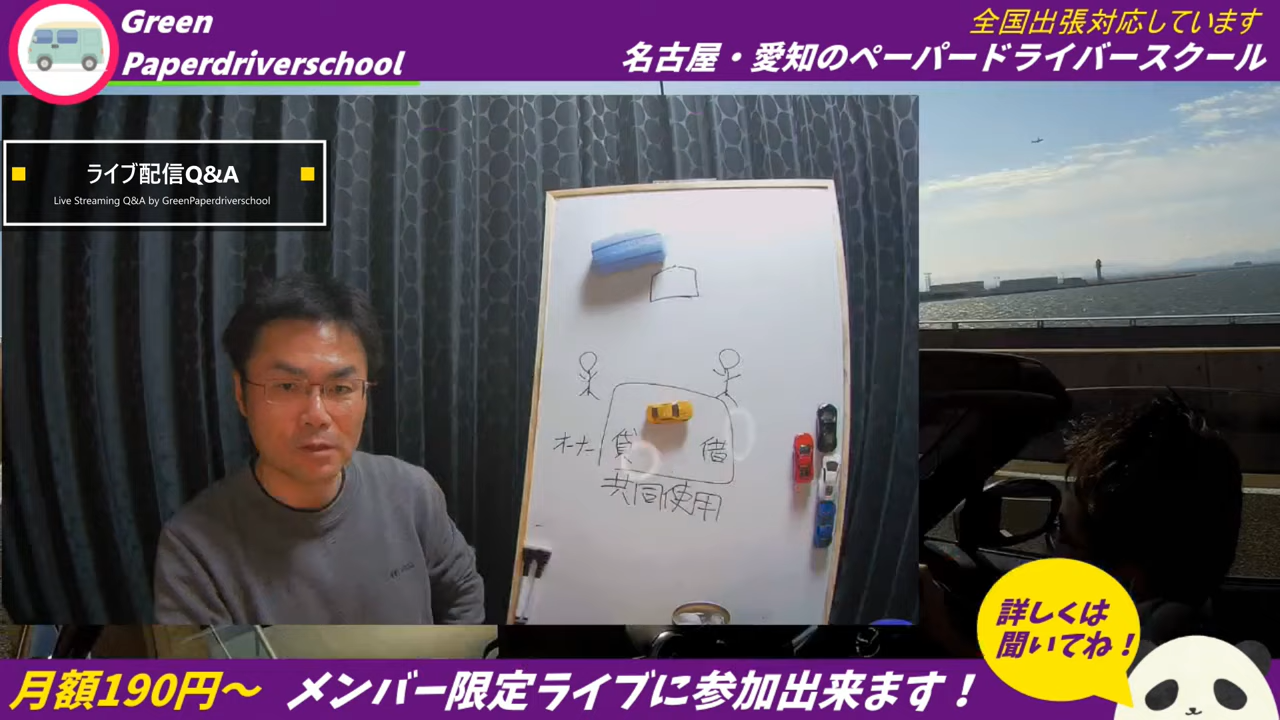 Green
Paperdriverschool
全国出張対応しています
名古屋・愛知のペーパードライバースクール
ライブ配信Q&A
Live Streaming Q&A by GreenPaperdriverschool
オーナー 貸 借
共同使用
詳しくは
聞いてね！
月額190円～ メンバー限定ライブに参加出来ます！